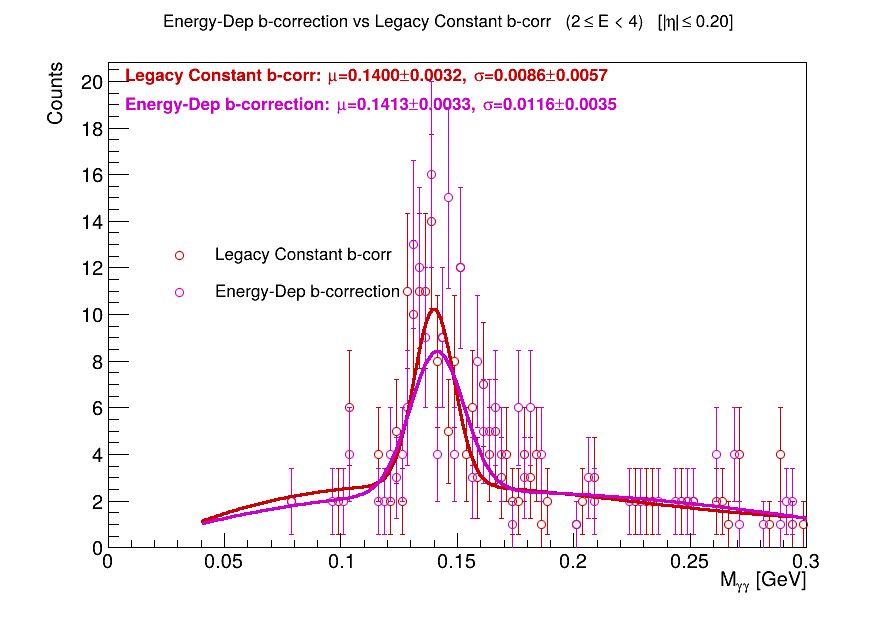 Energy-Dep b-correction vs Legacy Constant b-corr (2 ≤ E < 4) [|η| ≤ 0.20]
Counts
Legacy Constant b-corr: μ=0.1400±0.0032, σ=0.0086±0.0057
Energy-Dep b-correction: μ=0.1413±0.0033, σ=0.0116±0.0035
Legacy Constant b-corr
Energy-Dep b-correction
20
18
16
14
12
10
8
6
4
2
0
0 0.05 0.1 0.15 0.2 0.25 0.3
Mγγ [GeV]